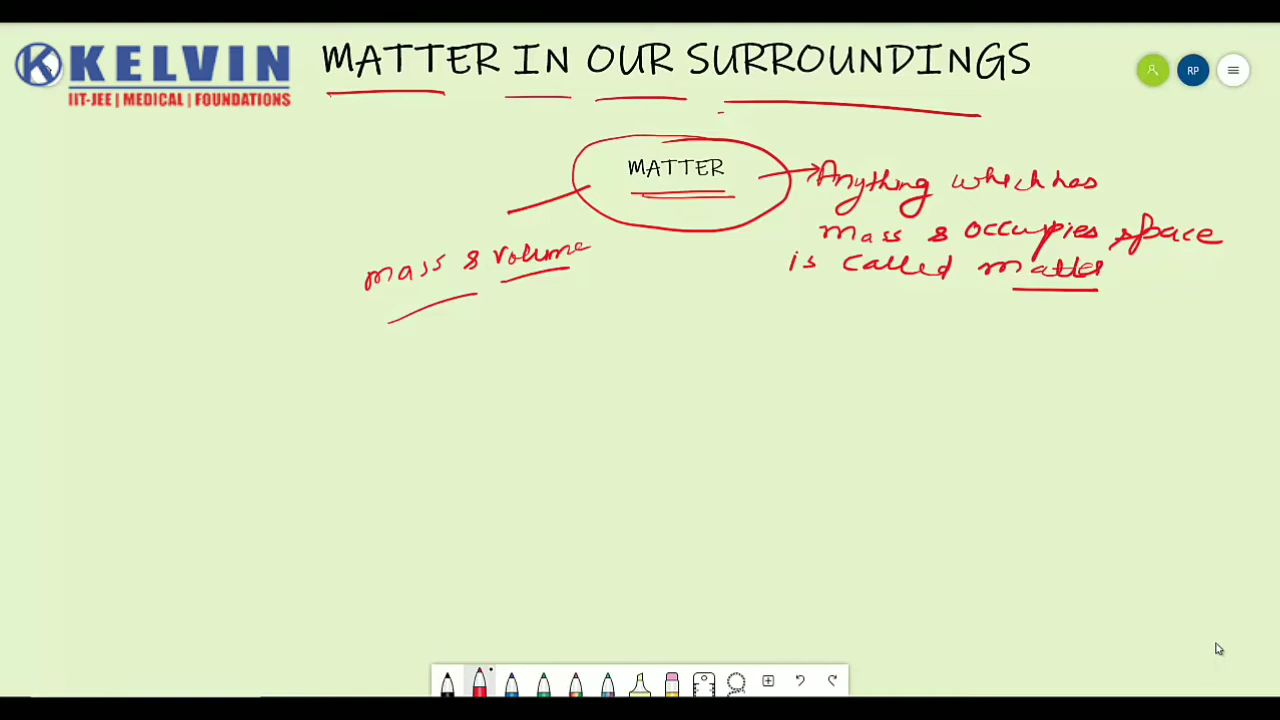 KELVIN
IIT-JEE | MEDICAL | FOUNDATIONS
MATTER IN OUR SURROUNDINGS
RP
MATTER
Anything which has
mass & occupies space
is called matter
mass & volume